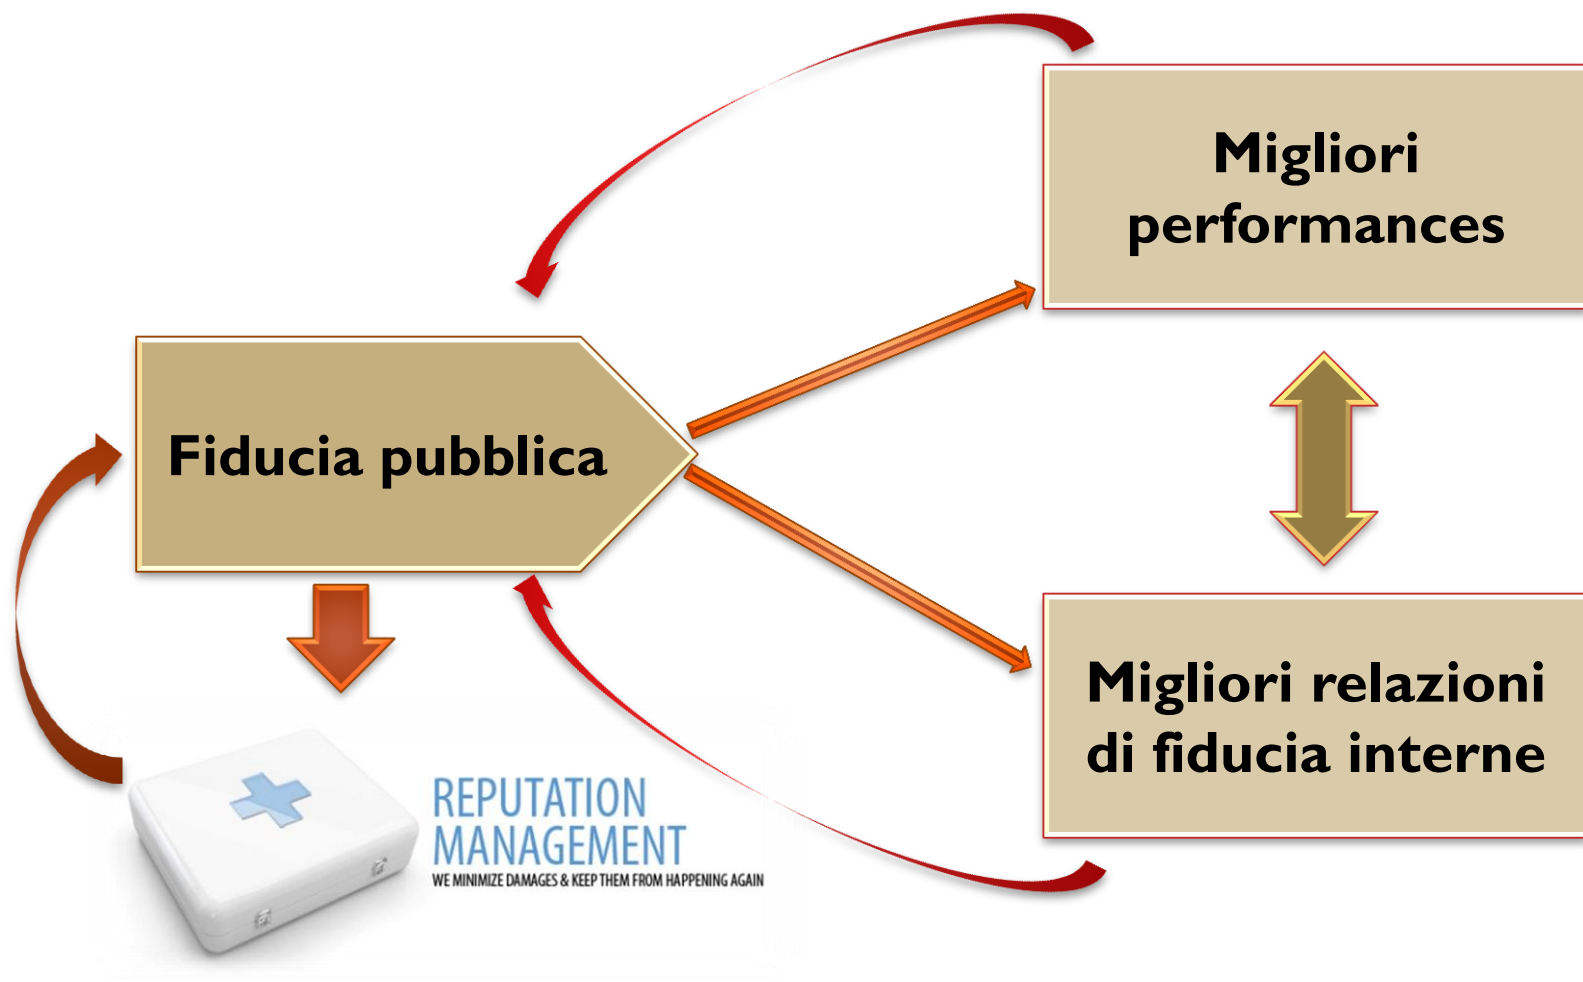 Migliori
performances
Fiducia pubblica
Migliori relazioni
di fiducia interne
REPUTATION
MANAGEMENT
WE MINIMIZE DAMAGES & KEEP THEM FROM HAPPENING AGAIN